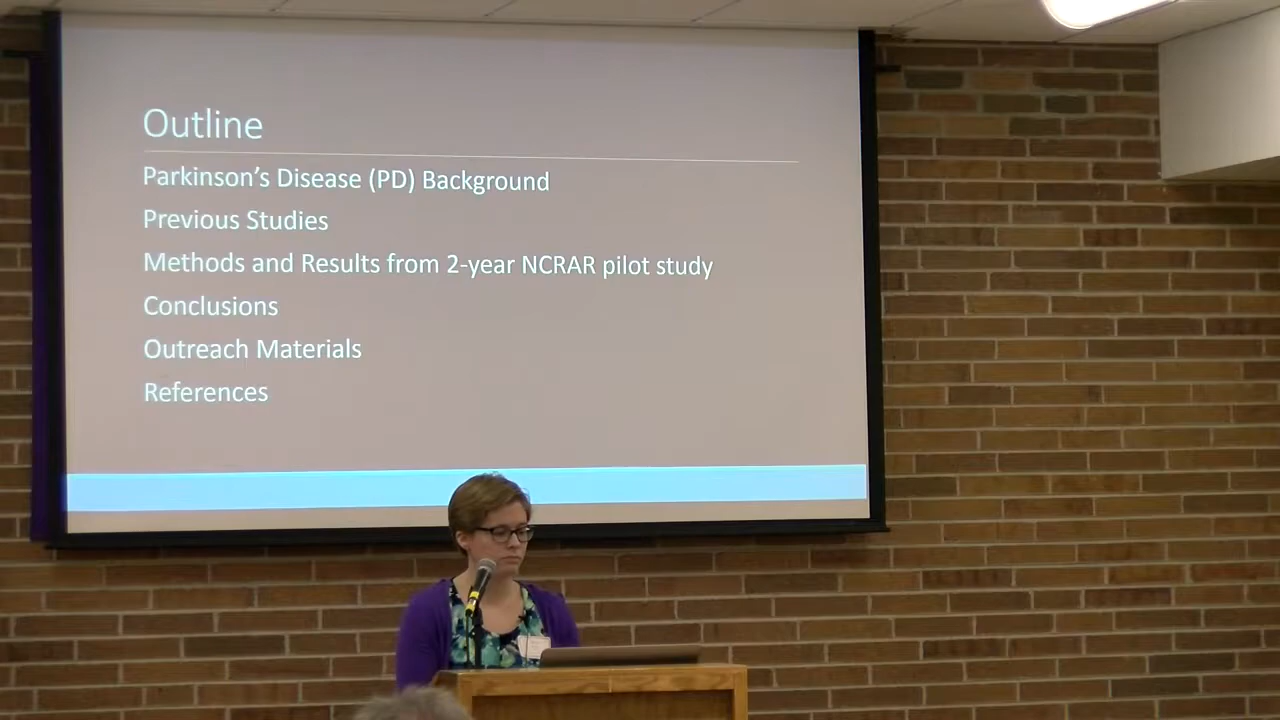 Outline
Parkinson's Disease (PD) Background
Previous Studies
Methods and Results from 2-year NCRAR pilot study
Conclusions
Outreach Materials
References